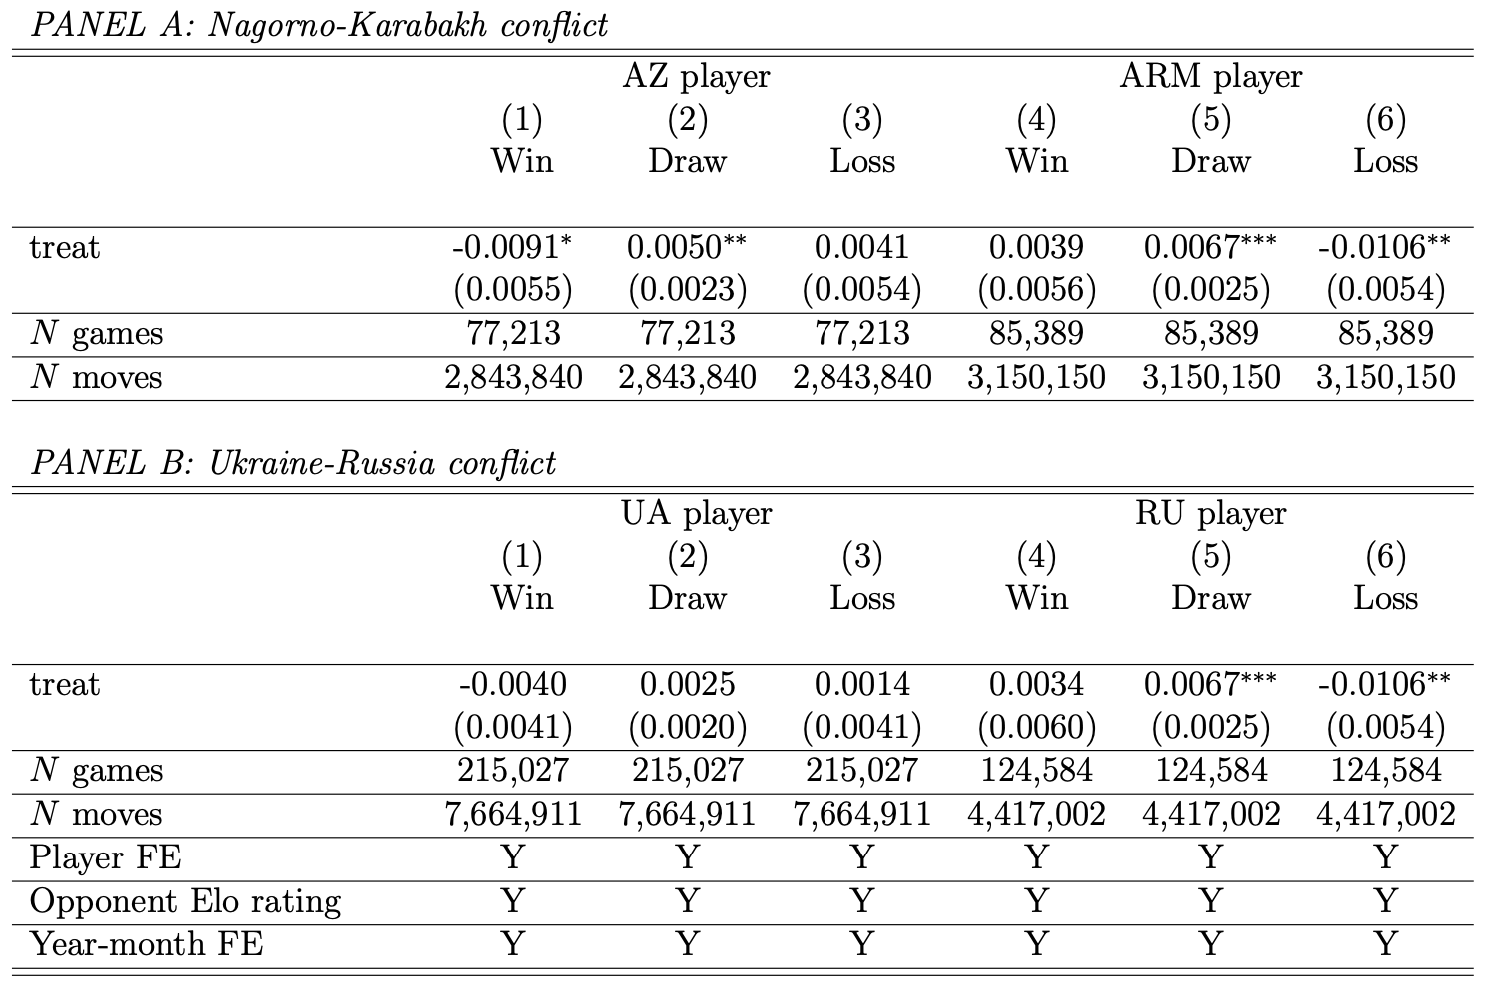 PANEL A: Nagorno-Karabakh conflict
AZ player ARM player
(1) (2) (3) (4) (5) (6)
Win Draw Loss Win Draw Loss
treat -0.0091* 0.0050** 0.0041 0.0039 0.0067*** -0.0106**
(0.0055) (0.0023) (0.0054) (0.0056) (0.0025) (0.0054)
N games 77,213 77,213 77,213 85,389 85,389 85,389
N moves 2,843,840 2,843,840 2,843,840 3,150,150 3,150,150 3,150,150
PANEL B: Ukraine-Russia conflict
UA player RU player
(1) (2) (3) (4) (5) (6)
Win Draw Loss Win Draw Loss
treat -0.0040 0.0025 0.0014 0.0034 0.0067*** -0.0106**
(0.0041) (0.0020) (0.0041) (0.0060) (0.0025) (0.0054)
N games 215,027 215,027 215,027 124,584 124,584 124,584
N moves 7,664,911 7,664,911 7,664,911 4,417,002 4,417,002 4,417,002
Player FE Y Y Y Y Y Y
Opponent Elo rating Y Y Y Y Y Y
Year-month FE Y Y Y Y Y Y